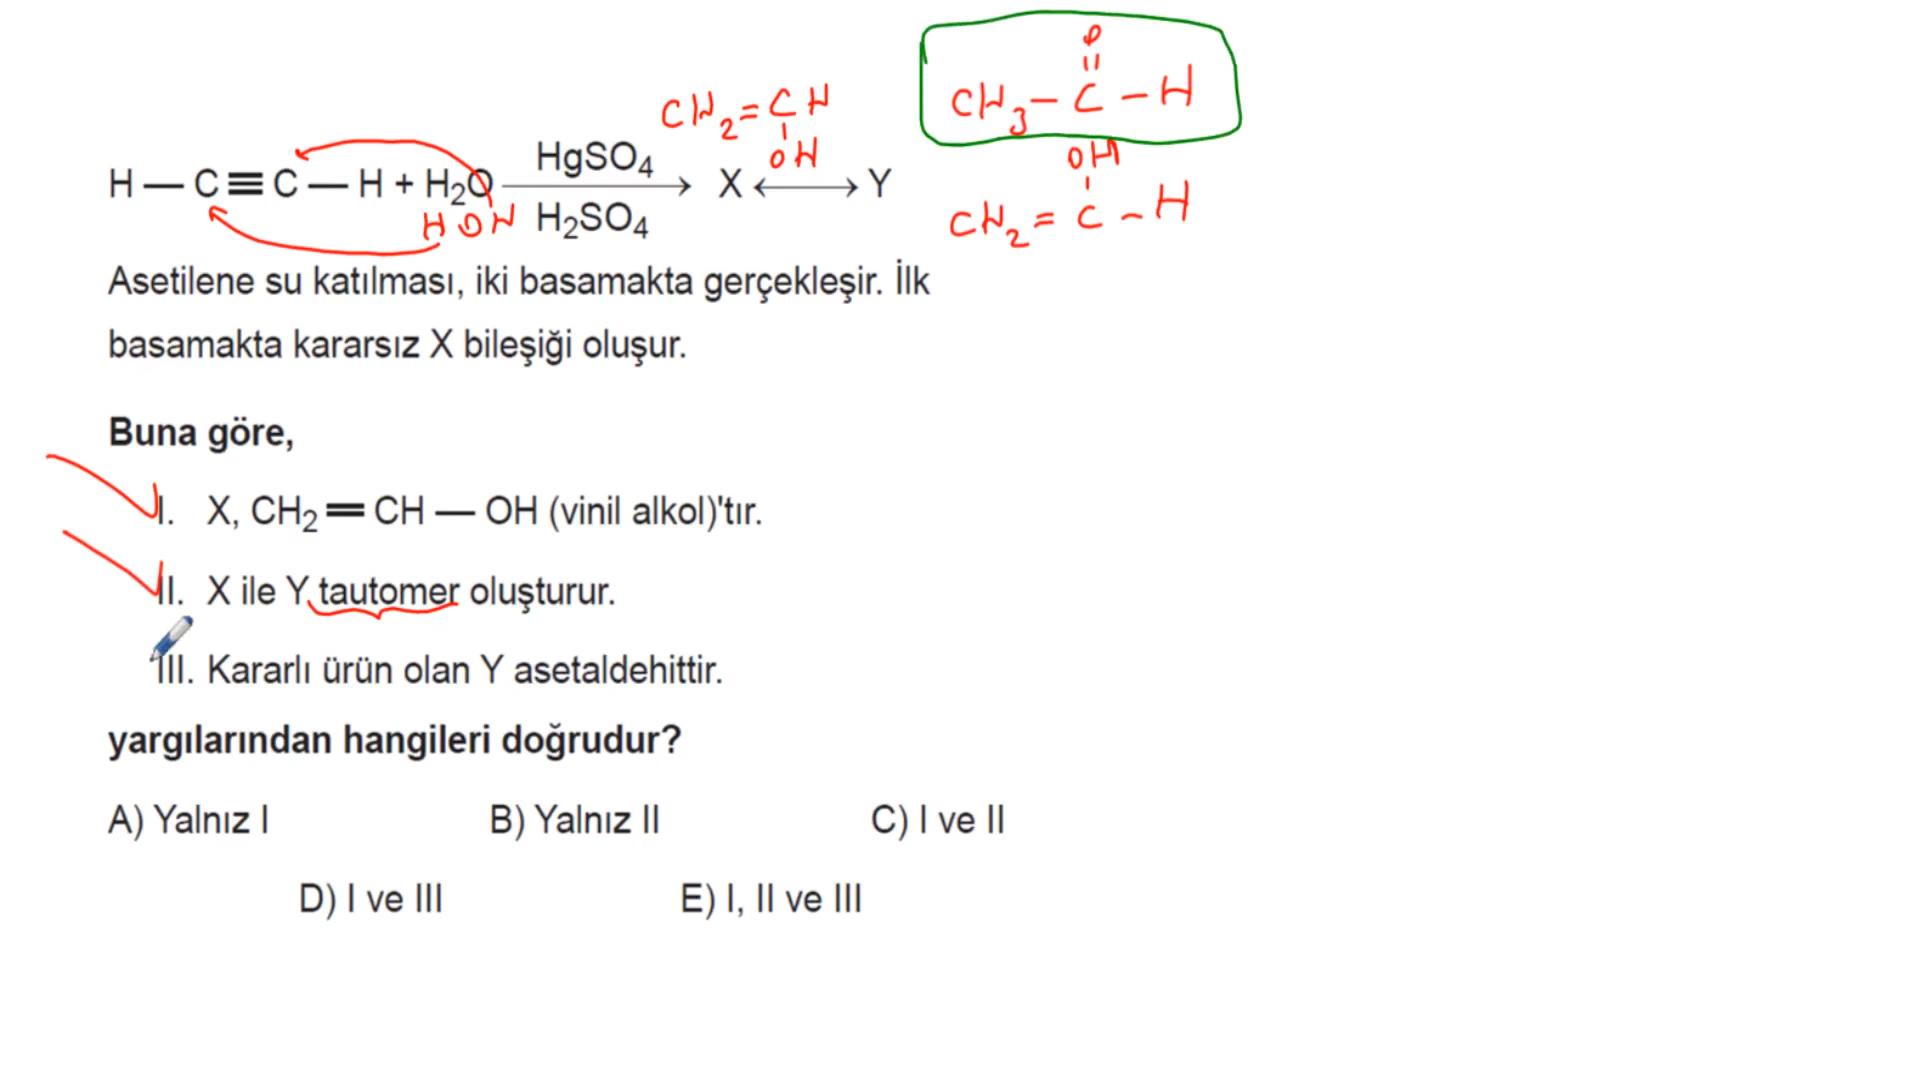 O
CH3 – C – H
CH2 = CH
OH
OH
CH2 = C – H
HgSO4
H — C ≡ C — H + H2O ⟶ X ⟷ Y
HOH
H2SO4
Asetilene su katılması, iki basamakta gerçekleşir. İlk
basamakta kararsız X bileşiği oluşur.
Buna göre,
I. X, CH2 = CH — OH (vinil alkol)'tır.
II. X ile Y tautomer oluşturur.
III. Kararlı ürün olan Y asetaldehittir.
yargılarından hangileri doğrudur?
A) Yalnız I B) Yalnız II C) I ve II
D) I ve III E) I, II ve III